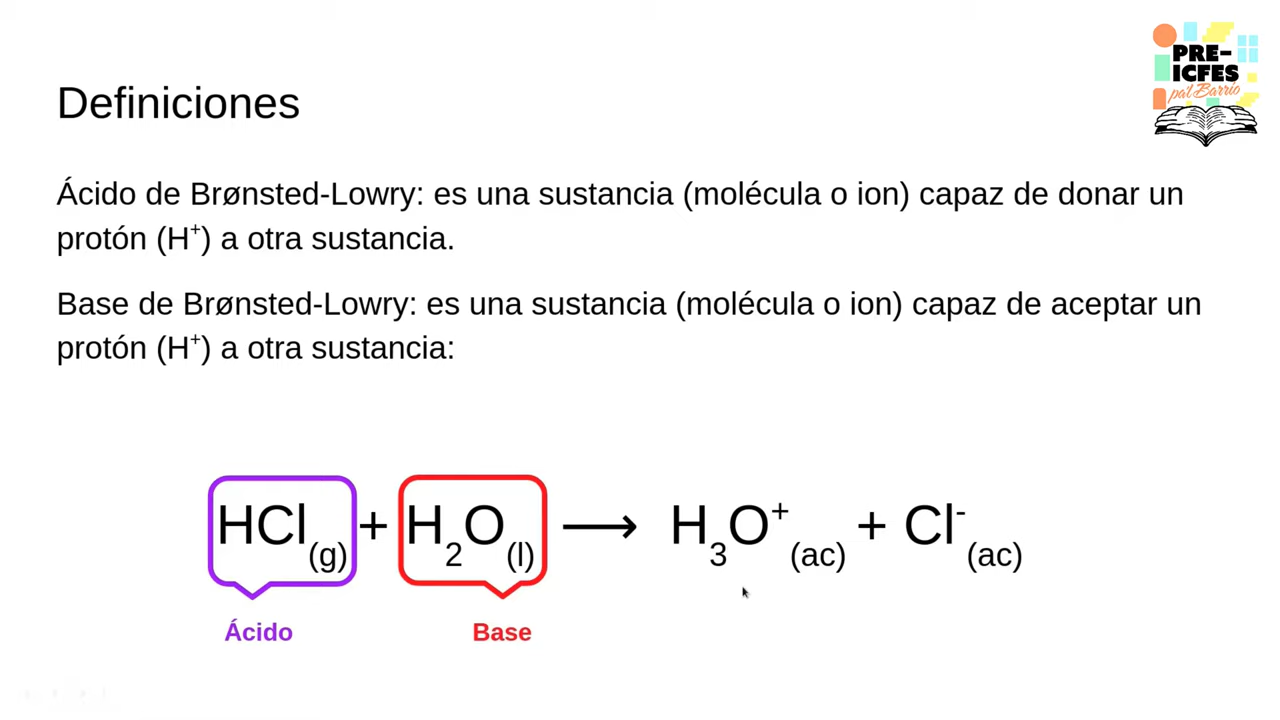 PRE-
ICFES
pa'l Barrio
Definiciones
Ácido de Brønsted-Lowry: es una sustancia (molécula o ion) capaz de donar un
protón (H⁺) a otra sustancia.
Base de Brønsted-Lowry: es una sustancia (molécula o ion) capaz de aceptar un
protón (H⁺) a otra sustancia:
HCl(g) + H₂O(l) ⟶ H₃O⁺(ac) + Cl⁻(ac)
Ácido Base